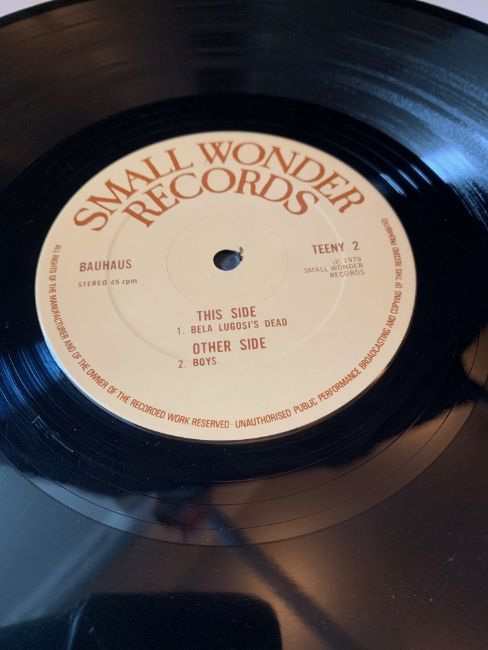 SMALL WONDER
RECORDS
BAUHAUS
STEREO 45 rpm
TEENY 2
℗ 1979
SMALL WONDER
RECORDS
THIS SIDE
1. BELA LUGOSI'S DEAD
OTHER SIDE
2. BOYS
ALL RIGHTS OF THE MANUFACTURER AND OF THE OWNER OF THE RECORDED WORK RESERVED · UNAUTHORISED PUBLIC PERFORMANCE BROADCASTING AND COPYING OF THIS RECORD PROHIBITED